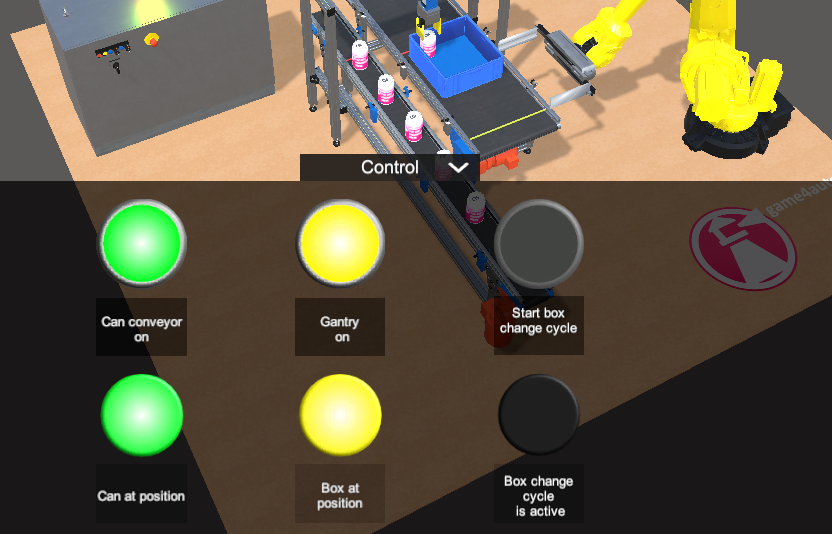 Control
game4aut
Can conveyor
on
Gantry
on
Start box
change cycle
Can at position
Box at
position
Box change
cycle
is active